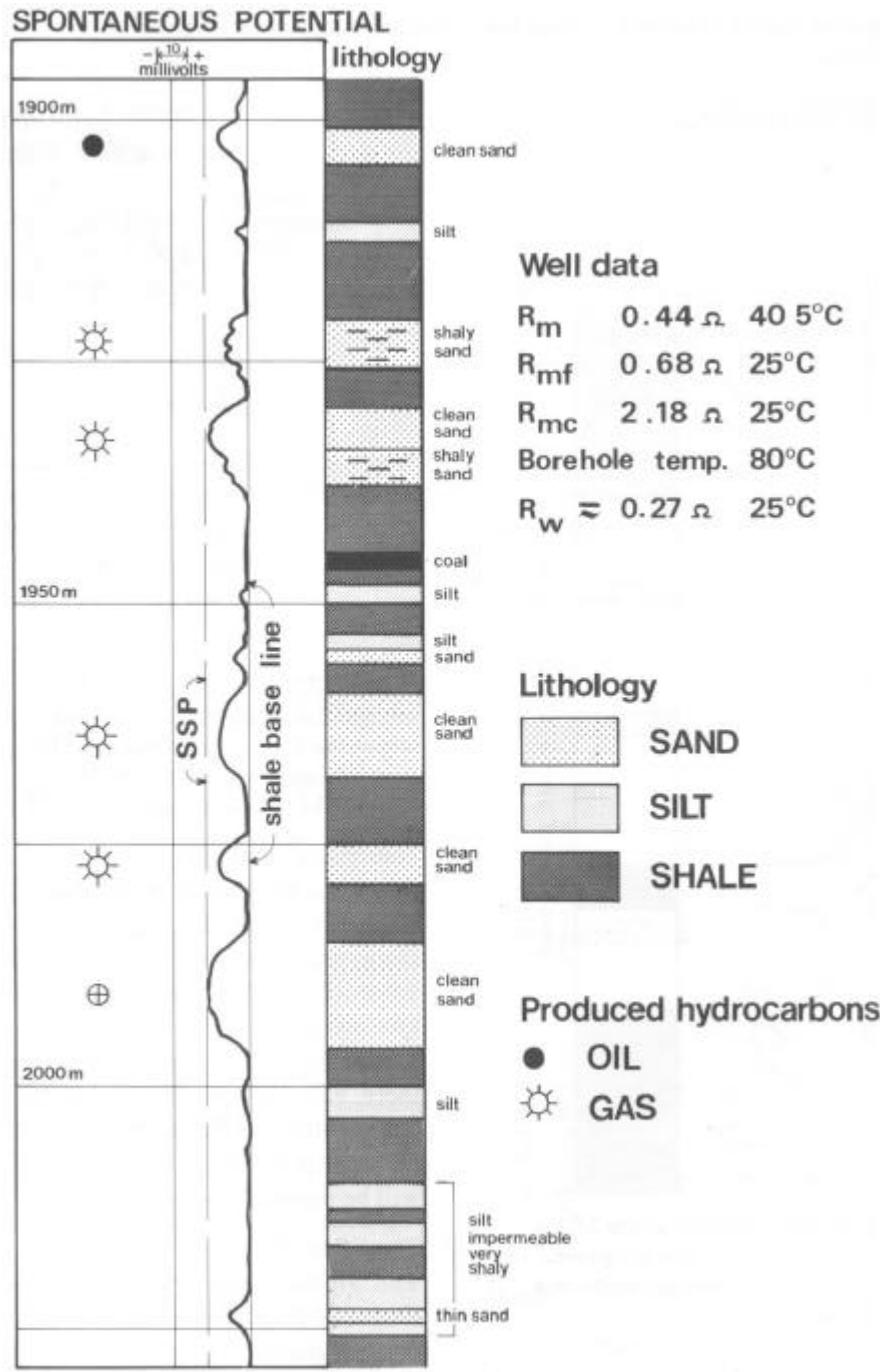 SPONTANEOUS POTENTIAL
- 10 +
millivolts
lithology
1900m
clean sand
silt
shaly
sand
clean
sand
shaly
sand
coal
1950m
silt
silt
sand
SSP
shale base line
clean
sand
clean
sand
clean
sand
2000m
silt
silt
impermeable
very
shaly
thin sand
Well data
Rm 0.44 Ω 40 5°C
Rmf 0.68 Ω 25°C
Rmc 2.18 Ω 25°C
Borehole temp. 80°C
Rw ≂ 0.27 Ω 25°C
Lithology
SAND
SILT
SHALE
Produced hydrocarbons
OIL
GAS